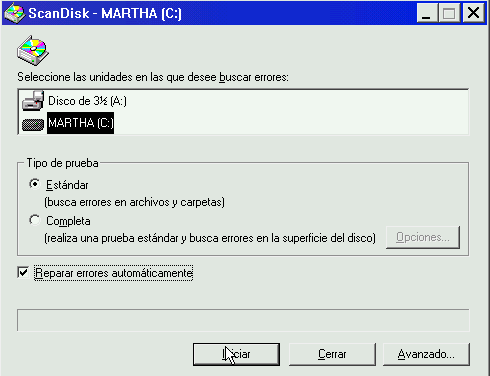 ScanDisk - MARTHA (C:)
Seleccione las unidades en las que desee buscar errores:
Disco de 3½ (A:)
MARTHA (C:)
Tipo de prueba
Estándar
(busca errores en archivos y carpetas)
Completa
(realiza una prueba estándar y busca errores en la superficie del disco)
Opciones...
Reparar errores automáticamente
Iniciar
Cerrar
Avanzado...